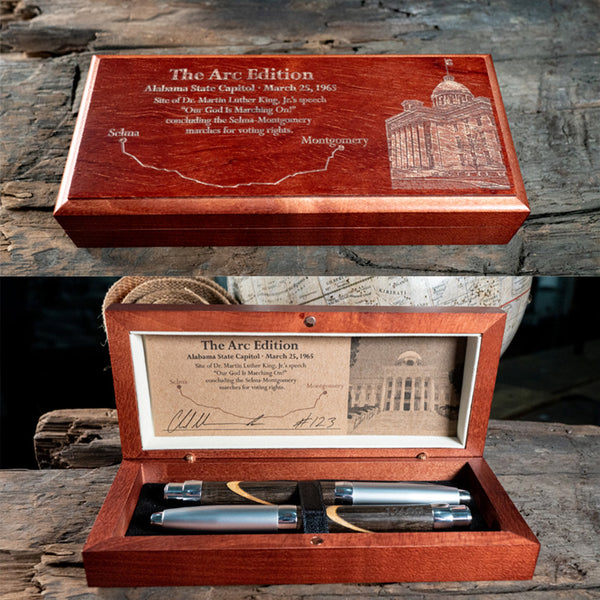 The Arc Edition
Alabama State Capitol · March 25, 1965
Site of Dr. Martin Luther King, Jr.'s speech
"Our God Is Marching On!"
concluding the Selma-Montgomery
marches for voting rights.
Selma
Montgomery
KIRIBATI
The Arc Edition
Alabama State Capitol · March 25, 1965
Site of Dr. Martin Luther King, Jr.'s speech
"Our God Is Marching On!"
concluding the Selma-Montgomery
marches for voting rights.
Selma
Montgomery
#123